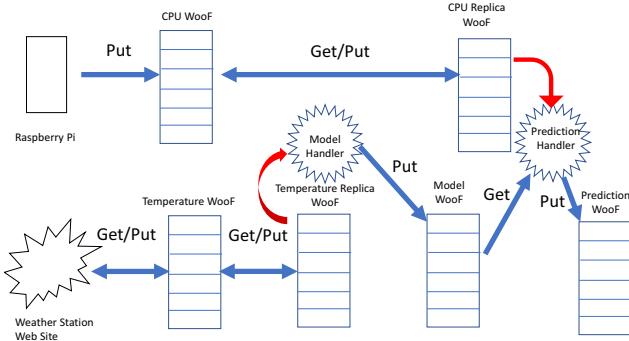 CPU WooF
CPU Replica
WooF
Put
Get/Put
Raspberry Pi
Model
Handler
Prediction
Handler
Put
Temperature Replica
WooF
Model
WooF
Get
Put
Prediction
WooF
Temperature WooF
Get/Put
Get/Put
Weather Station
Web Site